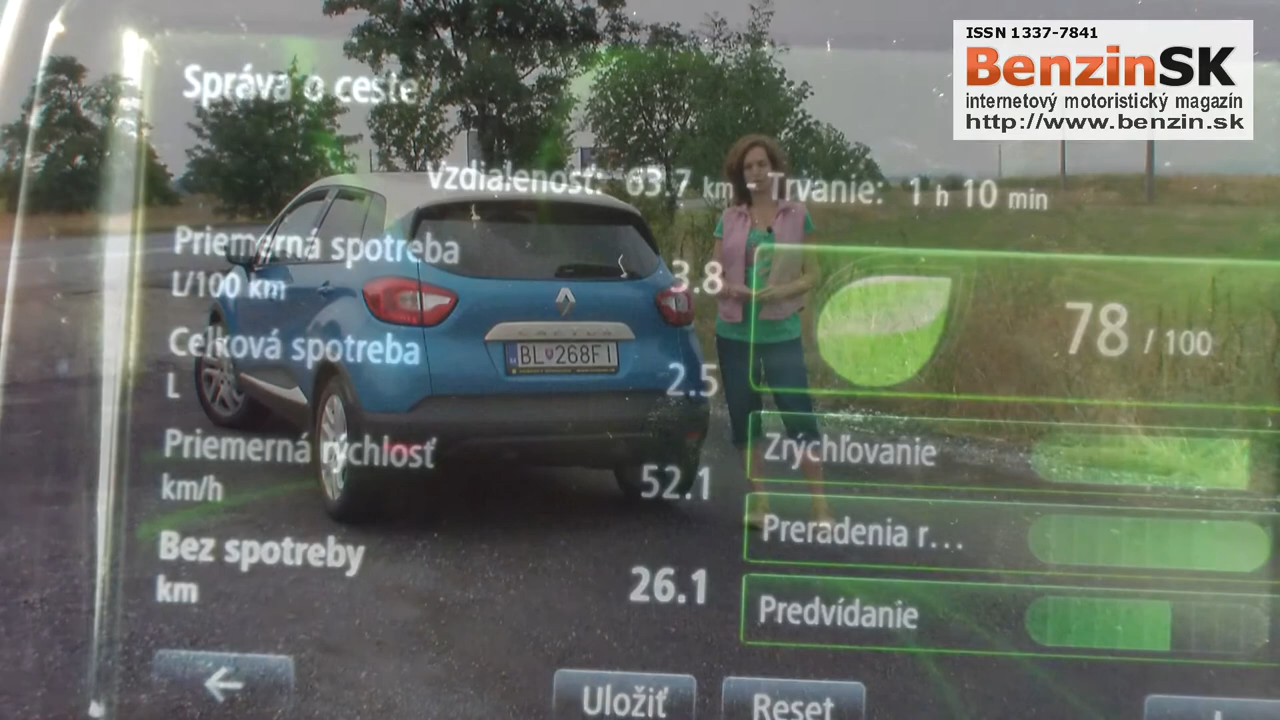 ISSN 1337-7841
BenzinSK
internetový motoristický magazín
http://www.benzin.sk
Správa o ceste
Vzdialenosť: 63.7 km - Trvanie: 1 h 10 min
Priemerná spotreba
L/100 km
3.8
78 / 100
CAPTUR
BL 268FI
Celková spotreba
L
2.5
Priemerná rýchlosť
km/h
52.1
Zrýchľovanie
Preradenia r...
Bez spotreby
km
26.1
Predvídanie
Uložiť
Reset